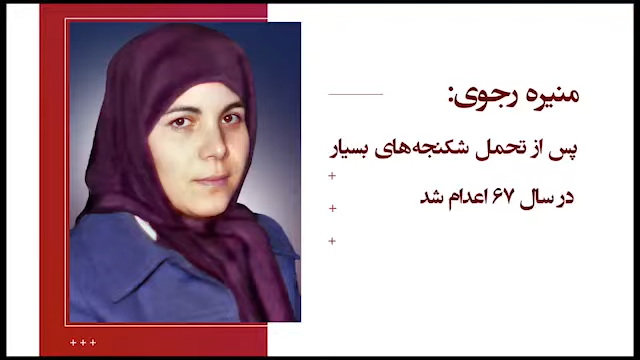 منیره رجوی:
پس از تحمل شکنجه‌های بسیار
در سال ۶۷ اعدام شد